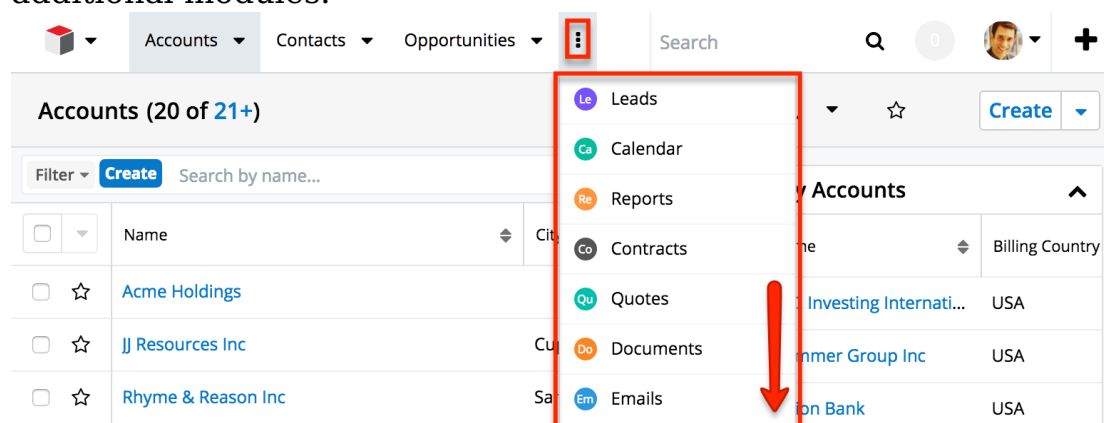 additional modules.
Accounts Contacts Opportunities Search 0
Accounts (20 of 21+) Create
Le Leads
Ca Calendar
Filter Create Search by name...
Re Reports
Accounts
Name
Co Contracts
Billing Country
Acme Holdings
Qu Quotes
Investing Internati... USA
JJ Resources Inc
Do Documents
Group Inc USA
Rhyme & Reason Inc
Em Emails
Bank USA